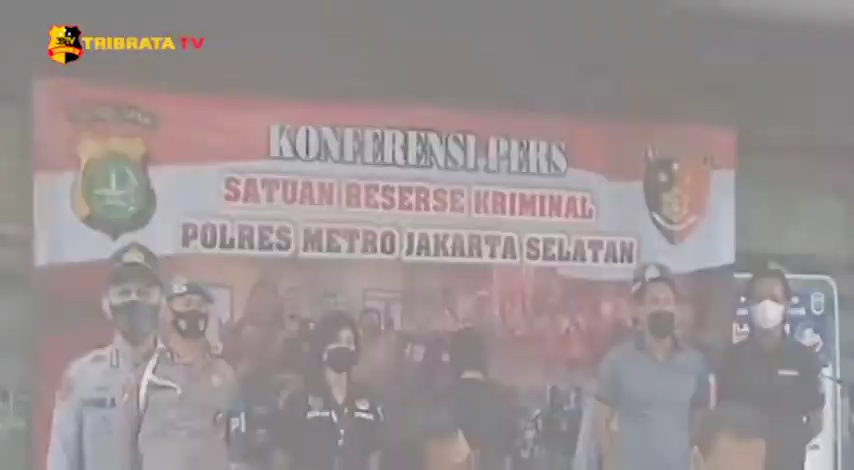 TRIBRATA TV
KONFERENSI PERS
SATUAN RESERSE KRIMINAL
POLRES METRO JAKARTA SELATAN